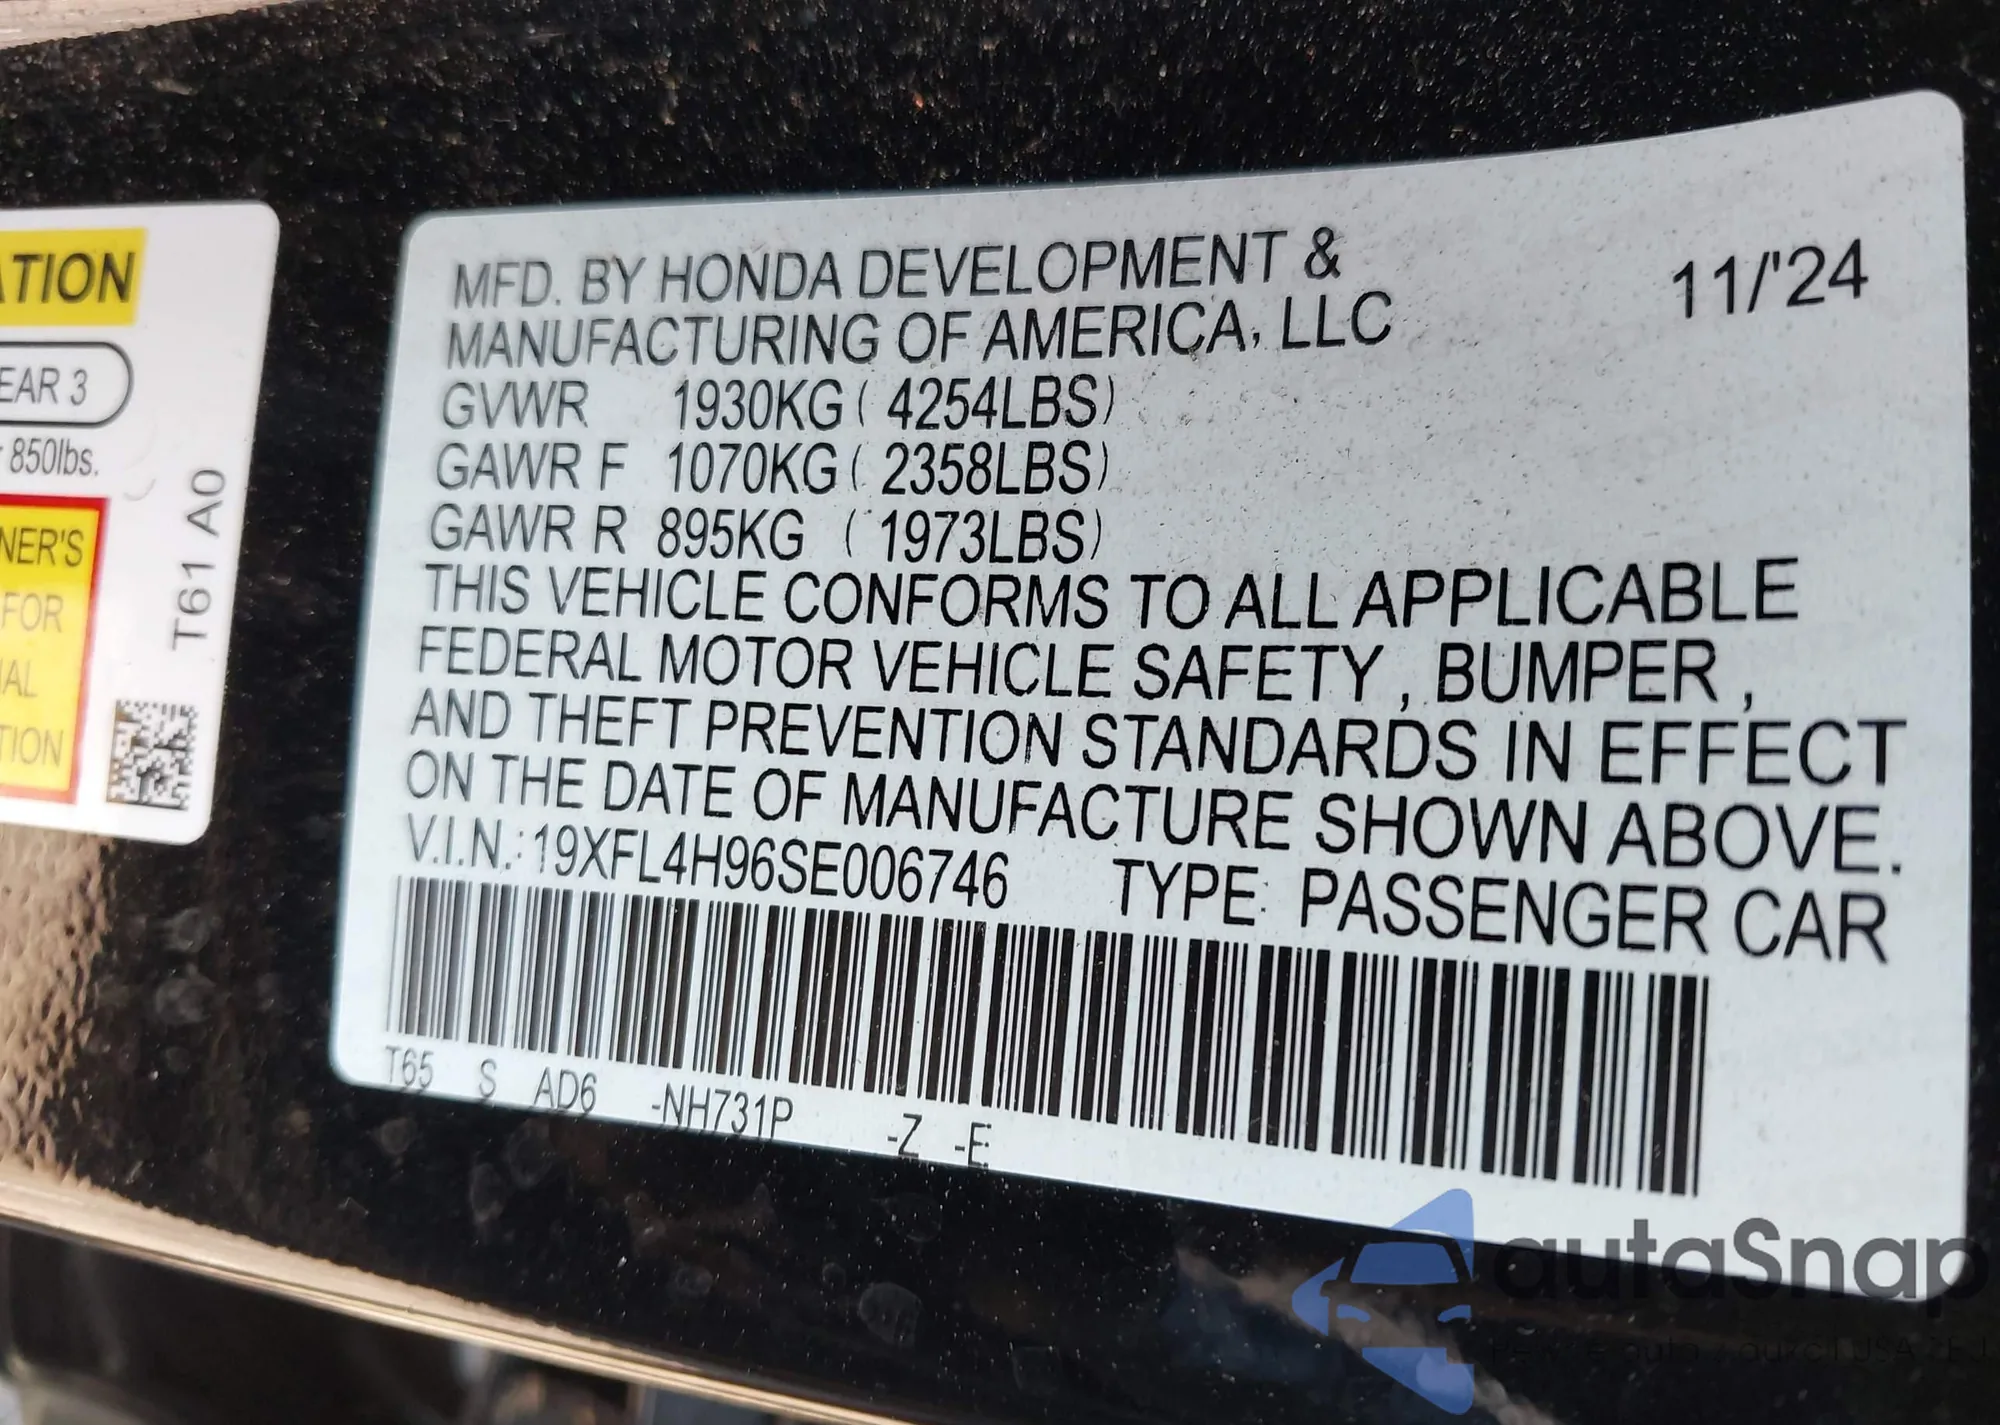 ATION
EAR 3
850lbs.
NER'S
FOR
IAL
TION
T61 A0
MFD. BY HONDA DEVELOPMENT & 11/'24
MANUFACTURING OF AMERICA, LLC
GVWR 1930KG ( 4254LBS)
GAWR F 1070KG ( 2358LBS)
GAWR R 895KG ( 1973LBS)
THIS VEHICLE CONFORMS TO ALL APPLICABLE
FEDERAL MOTOR VEHICLE SAFETY , BUMPER ,
AND THEFT PREVENTION STANDARDS IN EFFECT
ON THE DATE OF MANUFACTURE SHOWN ABOVE.
V.I.N.: 19XFL4H96SE006746 TYPE: PASSENGER CAR
T65 S AD6 -NH731P -Z -E
autaSnap